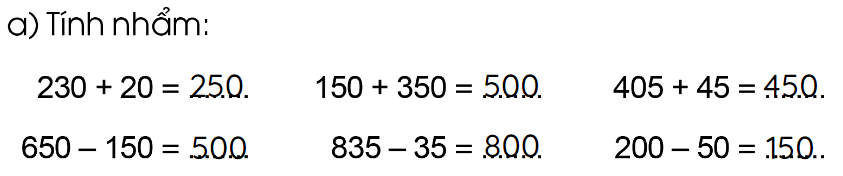 a) Tính nhẩm:
230 + 20 = 250 150 + 350 = 500 405 + 45 = 450
650 – 150 = 500 835 – 35 = 800 200 – 50 = 150